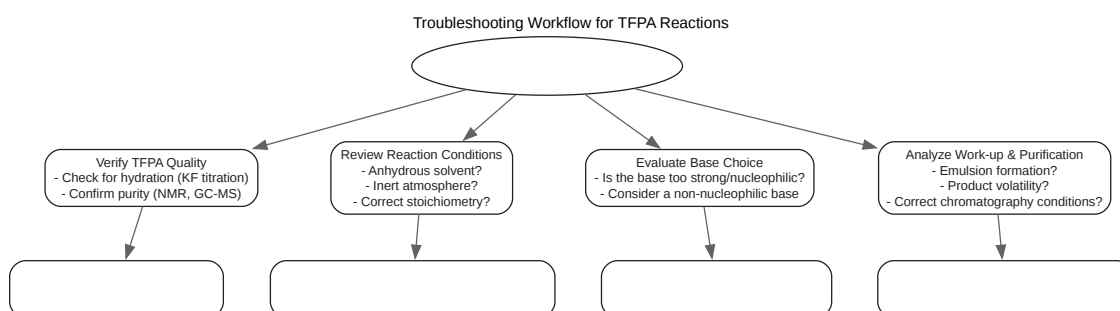 Troubleshooting Workflow for TFPA Reactions
Verify TFPA Quality
- Check for hydration (KF titration)
- Confirm purity (NMR, GC-MS)
Review Reaction Conditions
- Anhydrous solvent?
- Inert atmosphere?
- Correct stoichiometry?
Evaluate Base Choice
- Is the base too strong/nucleophilic?
- Consider a non-nucleophilic base
Analyze Work-up & Purification
- Emulsion formation?
- Product volatility?
- Correct chromatography conditions?